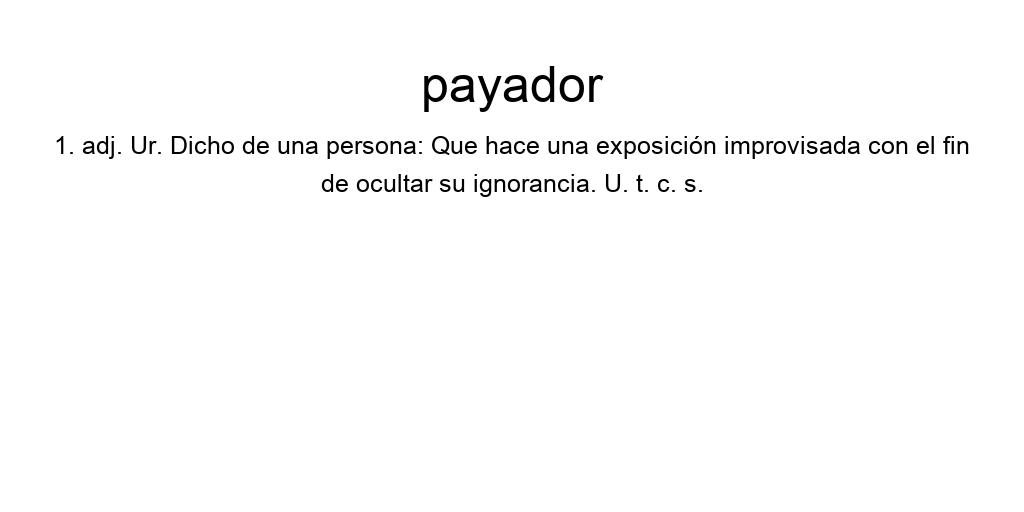 payador
1. adj. Ur. Dicho de una persona: Que hace una exposición improvisada con el fin
de ocultar su ignorancia. U. t. c. s.